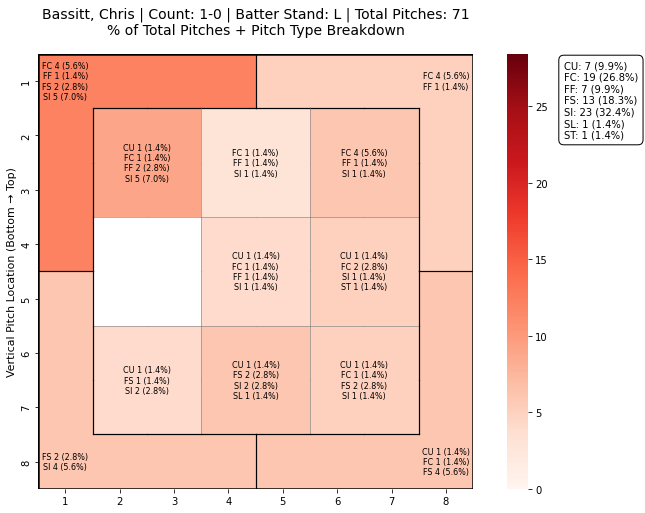 Bassitt, Chris | Count: 1-0 | Batter Stand: L | Total Pitches: 71
% of Total Pitches + Pitch Type Breakdown
FC 4 (5.6%)
FF 1 (1.4%)
FS 2 (2.8%)
SI 5 (7.0%)
FC 4 (5.6%)
FF 1 (1.4%)
CU 1 (1.4%)
FC 1 (1.4%)
FF 2 (2.8%)
SI 5 (7.0%)
FC 1 (1.4%)
FF 1 (1.4%)
SI 1 (1.4%)
FC 4 (5.6%)
FF 1 (1.4%)
SI 1 (1.4%)
CU 1 (1.4%)
FC 1 (1.4%)
FF 1 (1.4%)
SI 1 (1.4%)
CU 1 (1.4%)
FC 2 (2.8%)
SI 1 (1.4%)
ST 1 (1.4%)
CU 1 (1.4%)
FS 1 (1.4%)
SI 2 (2.8%)
CU 1 (1.4%)
FS 2 (2.8%)
SI 2 (2.8%)
SL 1 (1.4%)
CU 1 (1.4%)
FC 1 (1.4%)
FS 2 (2.8%)
SI 1 (1.4%)
FS 2 (2.8%)
SI 4 (5.6%)
CU 1 (1.4%)
FC 1 (1.4%)
FS 4 (5.6%)
Vertical Pitch Location (Bottom → Top)
1
2
3
4
5
6
7
8
1
2
3
4
5
6
7
8
25
20
15
10
5
0
CU: 7 (9.9%)
FC: 19 (26.8%)
FF: 7 (9.9%)
FS: 13 (18.3%)
SI: 23 (32.4%)
SL: 1 (1.4%)
ST: 1 (1.4%)